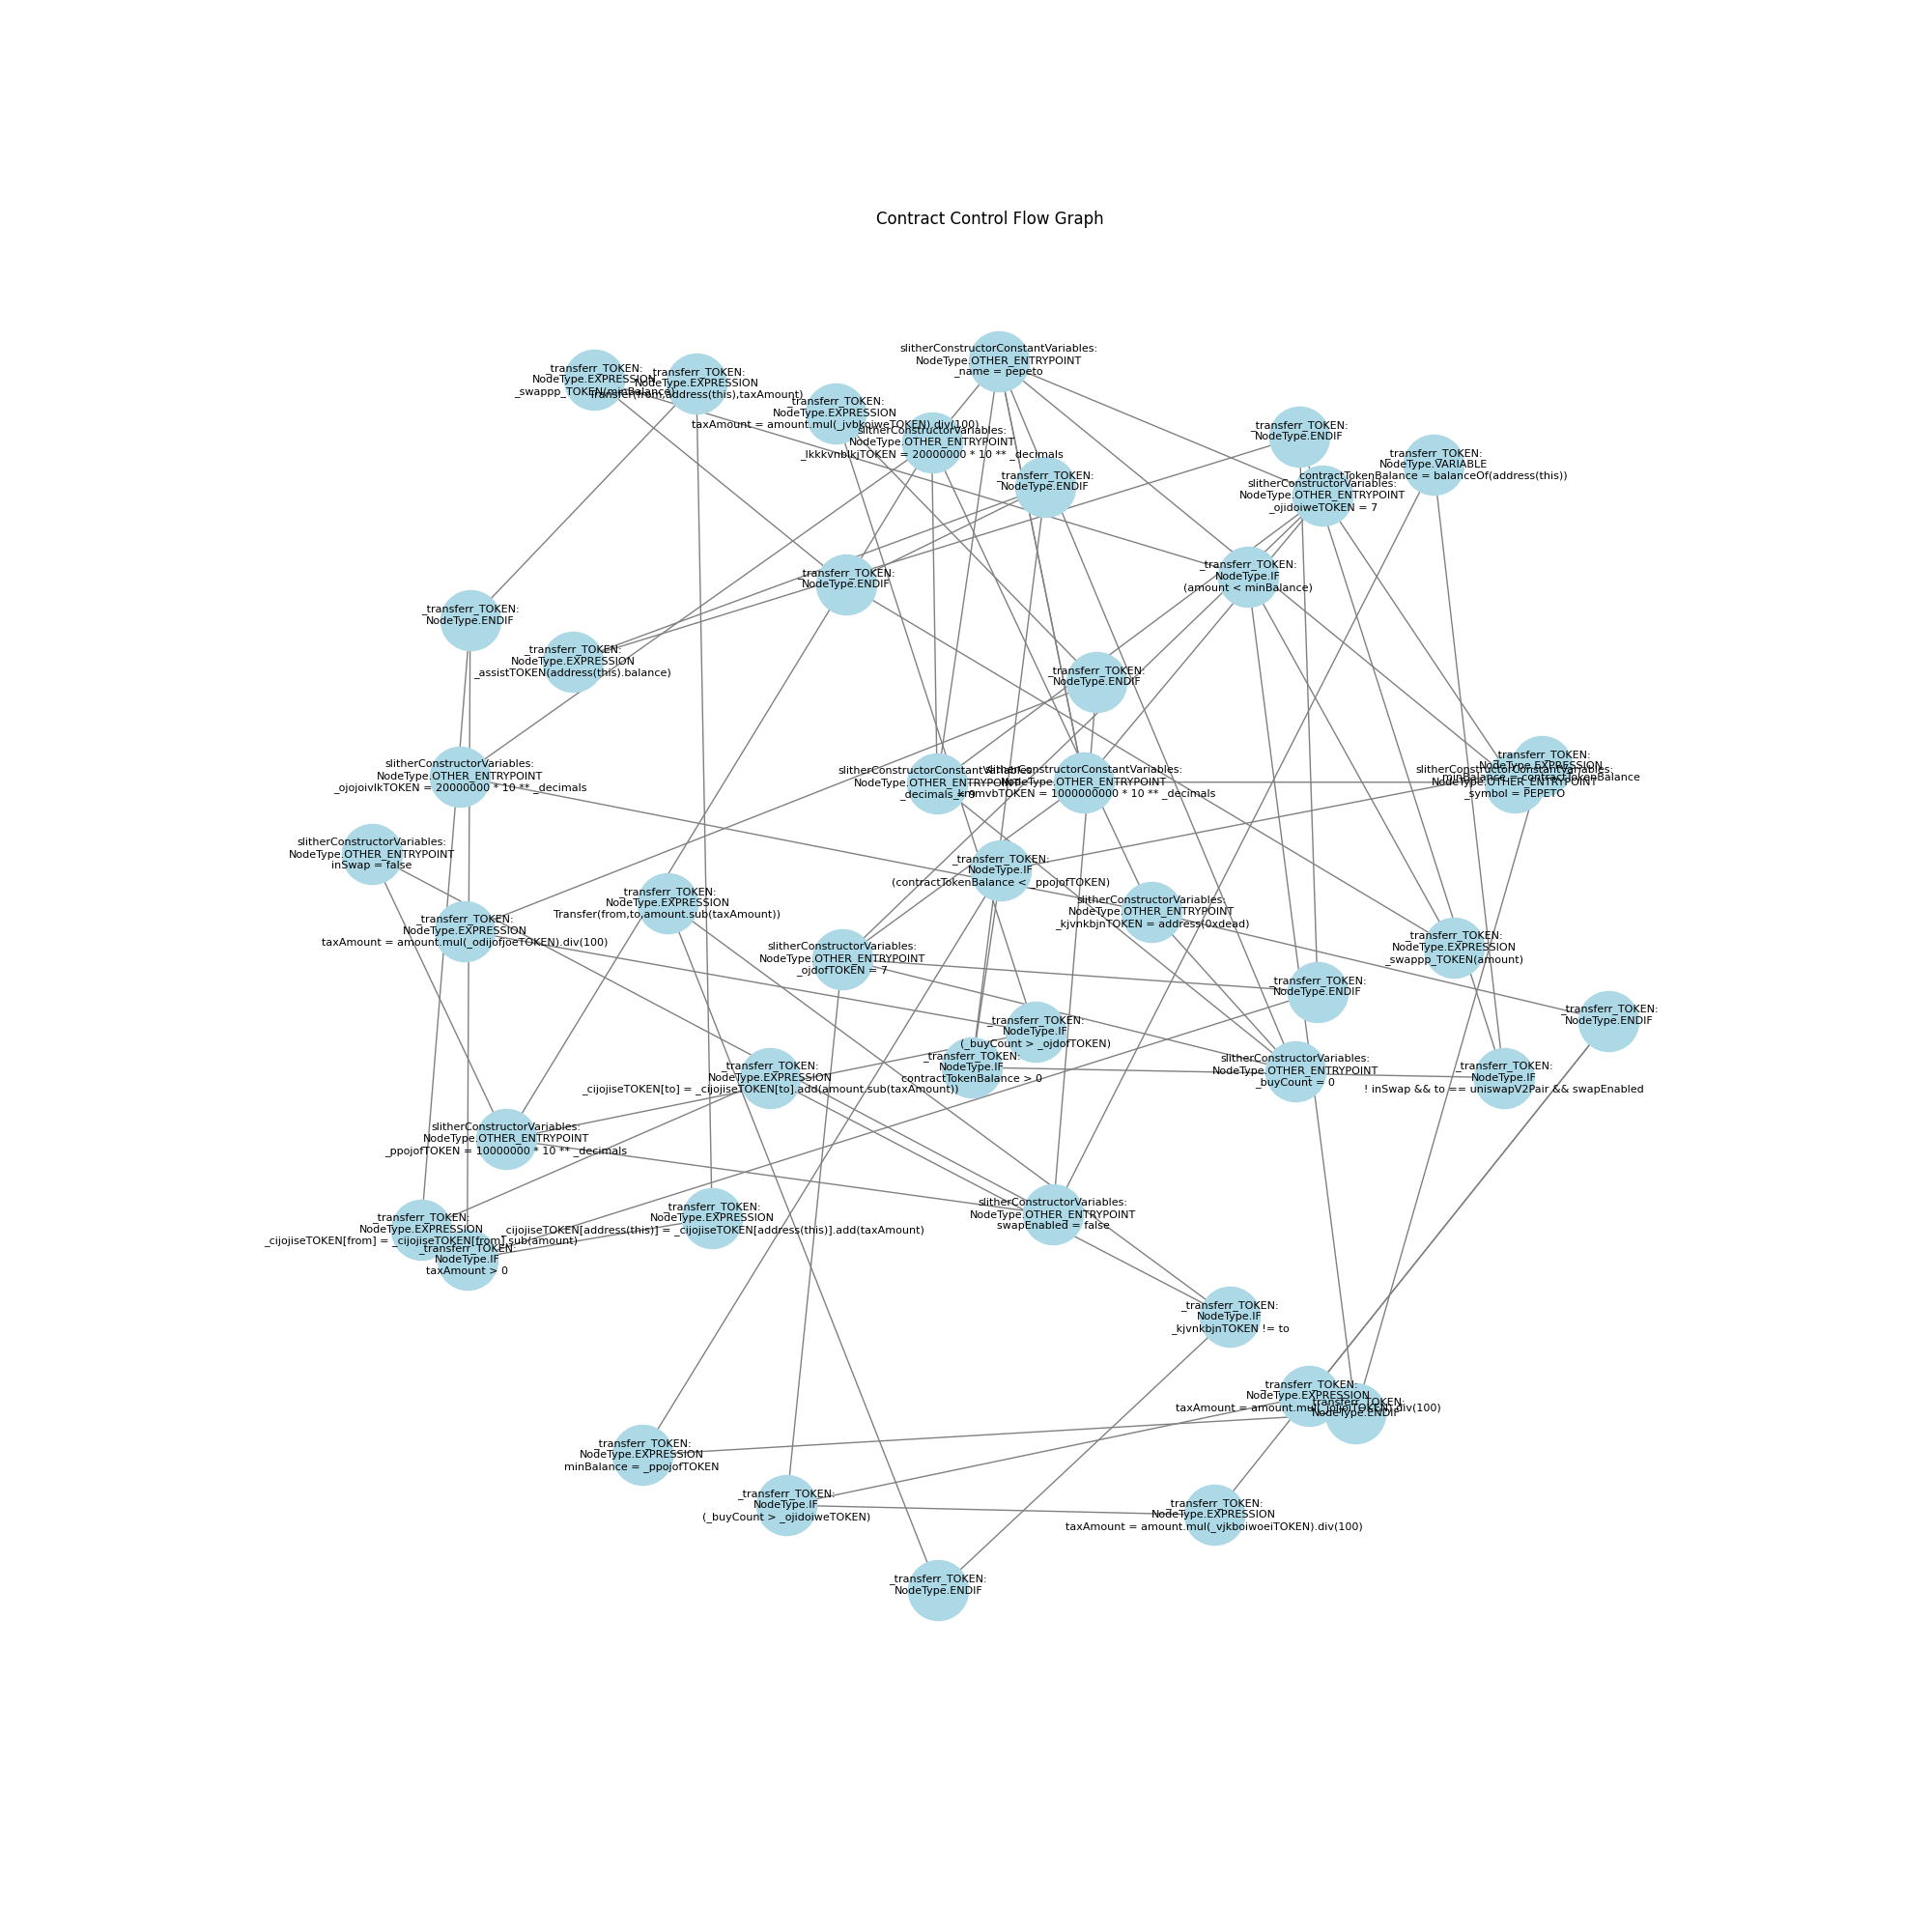 Contract Control Flow Graph
slitherConstructorConstantVariables:
NodeType.OTHER_ENTRYPOINT
_name = pepeto
_transferr_TOKEN:
NodeType.EXPRESSION
_swappp_TOKEN(minBalance)
_transferr_TOKEN:
NodeType.EXPRESSION
Transfer(from,address(this),taxAmount)
_transferr_TOKEN:
NodeType.EXPRESSION
taxAmount = amount.mul(_jvbkoiweTOKEN).div(100)
slitherConstructorVariables:
NodeType.OTHER_ENTRYPOINT
_lkkkvnblkjTOKEN = 20000000 * 10 ** _decimals
_transferr_TOKEN:
NodeType.ENDIF
_transferr_TOKEN:
NodeType.VARIABLE
contractTokenBalance = balanceOf(address(this))
_transferr_TOKEN:
NodeType.ENDIF
slitherConstructorVariables:
NodeType.OTHER_ENTRYPOINT
_ojidoiweTOKEN = 7
_transferr_TOKEN:
NodeType.ENDIF
_transferr_TOKEN:
NodeType.IF
(amount < minBalance)
_transferr_TOKEN:
NodeType.ENDIF
_transferr_TOKEN:
NodeType.EXPRESSION
_assistTOKEN(address(this).balance)
_transferr_TOKEN:
NodeType.ENDIF
slitherConstructorVariables:
NodeType.OTHER_ENTRYPOINT
_ojojoivlkTOKEN = 20000000 * 10 ** _decimals
slitherConstructorConstantVariables:
NodeType.OTHER_ENTRYPOINT
_decimals = 9
slitherConstructorConstantVariables:
NodeType.OTHER_ENTRYPOINT
= 1000000000 * 10 ** _decimals
_transferr_TOKEN:
NodeType.EXPRESSION
minBalance = contractTokenBalance
slitherConstructorConstantVariables:
NodeType.OTHER_ENTRYPOINT
_symbol = PEPETO
slitherConstructorVariables:
NodeType.OTHER_ENTRYPOINT
inSwap = false
_transferr_TOKEN:
NodeType.IF
(contractTokenBalance < _ppojofTOKEN)
_transferr_TOKEN:
NodeType.EXPRESSION
Transfer(from,to,amount.sub(taxAmount))
slitherConstructorVariables:
NodeType.OTHER_ENTRYPOINT
_kjvnkbjnTOKEN = address(0xdead)
_transferr_TOKEN:
NodeType.EXPRESSION
taxAmount = amount.mul(_odijofjoeTOKEN).div(100)
_transferr_TOKEN:
NodeType.EXPRESSION
_swappp_TOKEN(amount)
slitherConstructorVariables:
NodeType.OTHER_ENTRYPOINT
_ojdofTOKEN = 7
_transferr_TOKEN:
NodeType.ENDIF
_transferr_TOKEN:
NodeType.ENDIF
_transferr_TOKEN:
NodeType.IF
(_buyCount > _ojdofTOKEN)
_transferr_TOKEN:
NodeType.IF
contractTokenBalance > 0
slitherConstructorVariables:
NodeType.OTHER_ENTRYPOINT
_buyCount = 0
_transferr_TOKEN:
NodeType.IF
! inSwap && to == uniswapV2Pair && swapEnabled
_transferr_TOKEN:
NodeType.EXPRESSION
_cijojiseTOKEN[to] = _cijojiseTOKEN[to].add(amount.sub(taxAmount))
slitherConstructorVariables:
NodeType.OTHER_ENTRYPOINT
_ppojofTOKEN = 10000000 * 10 ** _decimals
slitherConstructorVariables:
NodeType.OTHER_ENTRYPOINT
swapEnabled = false
_transferr_TOKEN:
NodeType.EXPRESSION
_cijojiseTOKEN[address(this)] = _cijojiseTOKEN[address(this)].add(taxAmount)
_transferr_TOKEN:
NodeType.EXPRESSION
_cijojiseTOKEN[from] = _cijojiseTOKEN[from].sub(amount)
_transferr_TOKEN:
NodeType.IF
taxAmount > 0
_transferr_TOKEN:
NodeType.IF
_kjvnkbjnTOKEN != to
_transferr_TOKEN:
NodeType.EXPRESSION
taxAmount = .div(100)
_transferr_TOKEN:
NodeType.ENDIF
_transferr_TOKEN:
NodeType.EXPRESSION
minBalance = _ppojofTOKEN
_transferr_TOKEN:
NodeType.IF
(_buyCount > _ojidoiweTOKEN)
_transferr_TOKEN:
NodeType.EXPRESSION
taxAmount = amount.mul(_vjkboiwoeiTOKEN).div(100)
_transferr_TOKEN:
NodeType.ENDIF